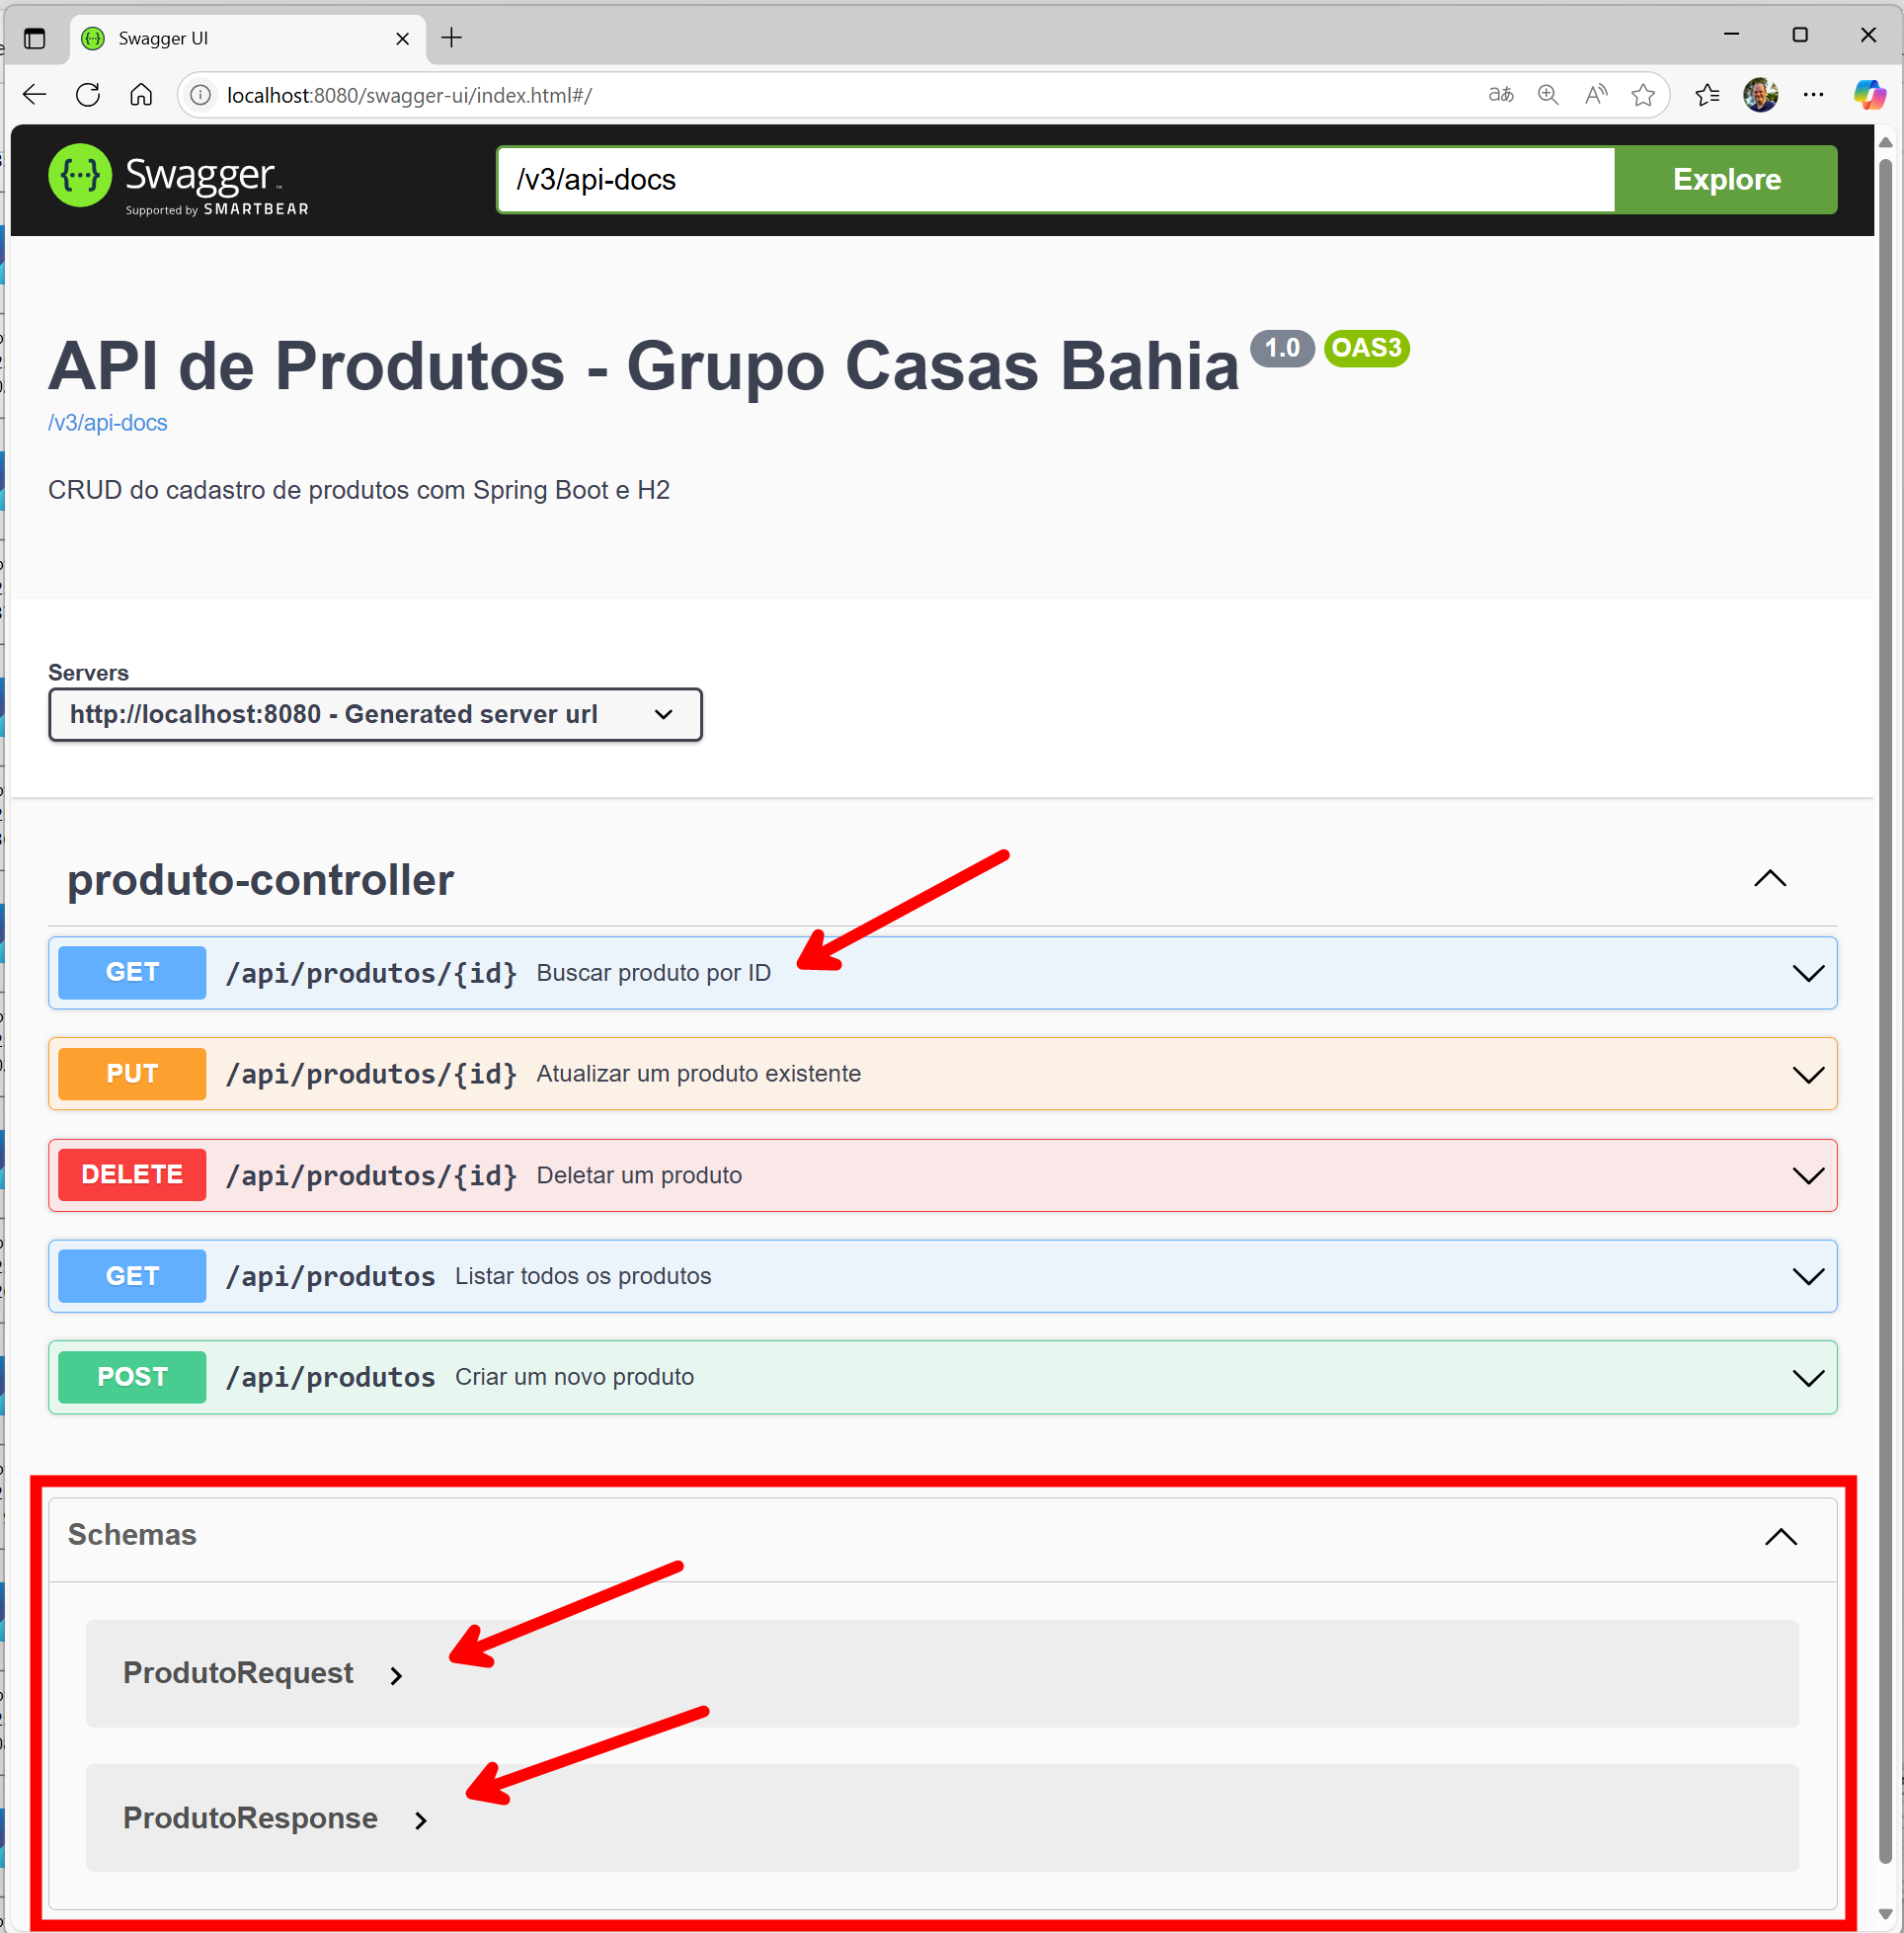 Swagger UI
localhost:8080/swagger-ui/index.html#/
Swagger
Supported by SMARTBEAR
/v3/api-docs
Explore
API de Produtos - Grupo Casas Bahia 1.0 OAS3
/v3/api-docs
CRUD do cadastro de produtos com Spring Boot e H2
Servers
http://localhost:8080 - Generated server url
produto-controller
GET /api/produtos/{id} Buscar produto por ID
PUT /api/produtos/{id} Atualizar um produto existente
DELETE /api/produtos/{id} Deletar um produto
GET /api/produtos Listar todos os produtos
POST /api/produtos Criar um novo produto
Schemas
ProdutoRequest
ProdutoResponse